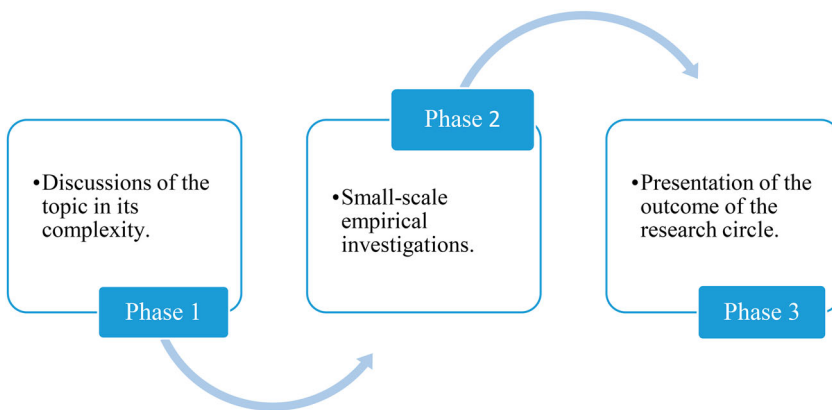 •Discussions of the
topic in its
complexity.
Phase 1
Phase 2
•Small-scale
empirical
investigations.
•Presentation of the
outcome of the
research circle.
Phase 3